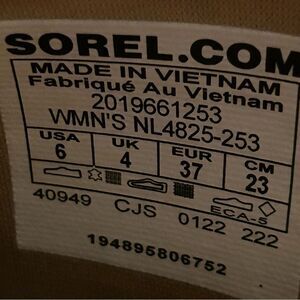 SOREL.COM
MADE IN VIETNAM
Fabriqué Au Vietnam
2019661253
WMN'S NL4825-253
USA UK EUR CM
6 4 37 23
ECA-5
40949 CJS 0122 222
194895806752